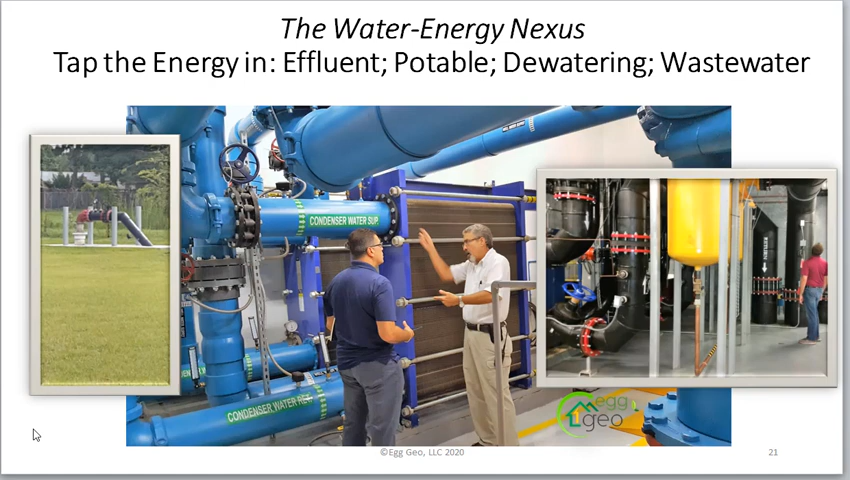 The Water-Energy Nexus
Tap the Energy in: Effluent; Potable; Dewatering; Wastewater
CONDENSER WATER SUP.
CONDENSER WATER RET.
egg
geo
©Egg Geo, LLC 2020
21